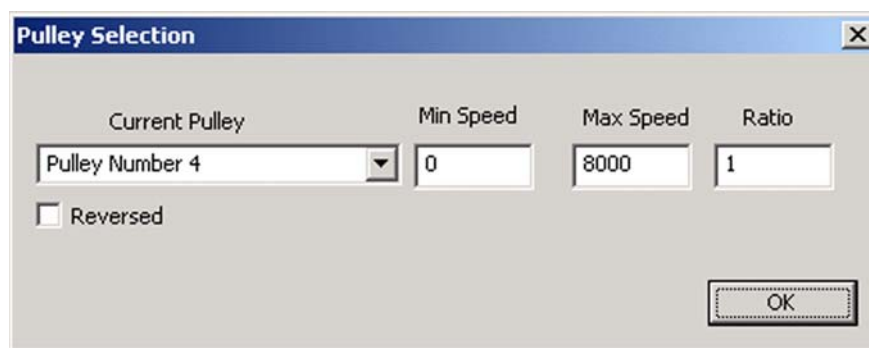 Pulley Selection
Current Pulley Min Speed Max Speed Ratio
Pulley Number 4 0 8000 1
Reversed
OK